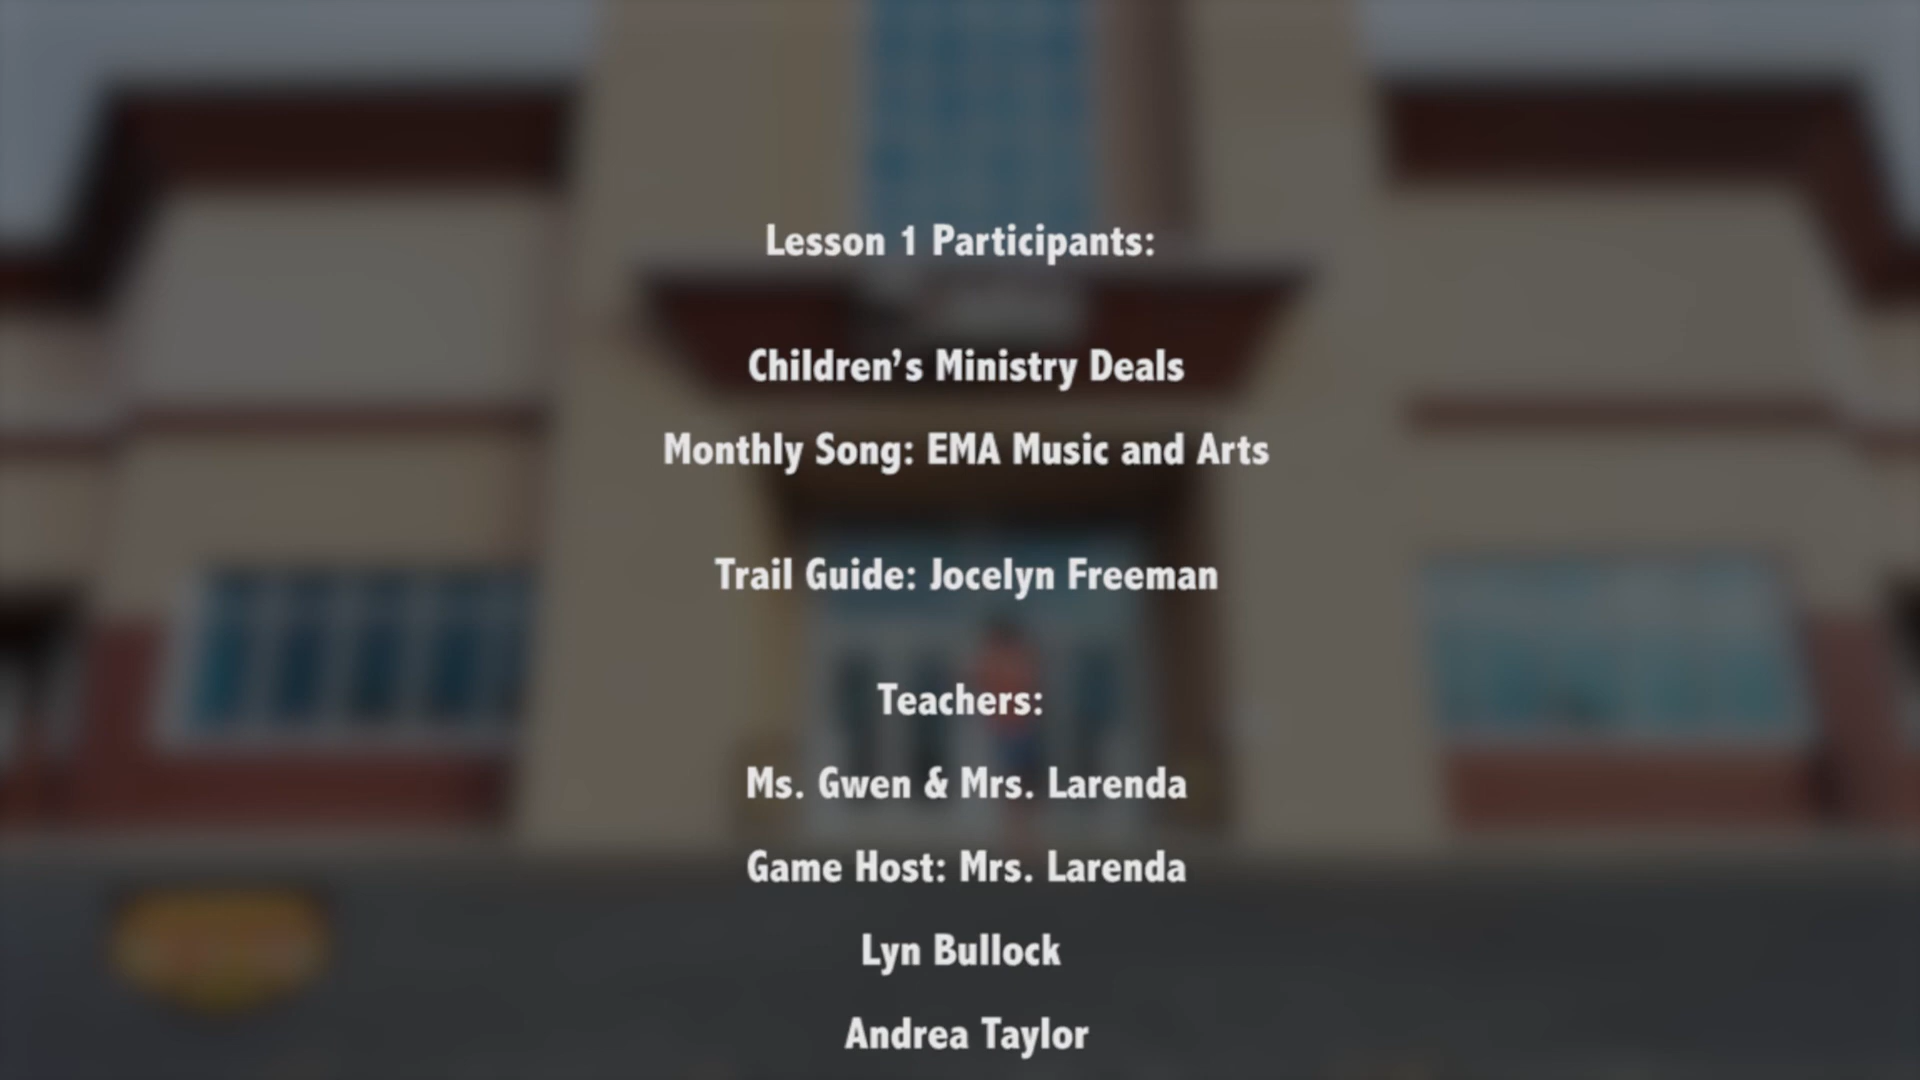 Lesson 1 Participants:
Children's Ministry Deals
Monthly Song: EMA Music and Arts
Trail Guide: Jocelyn Freeman
Teachers:
Ms. Gwen & Mrs. Larenda
Game Host: Mrs. Larenda
Lyn Bullock
Andrea Taylor